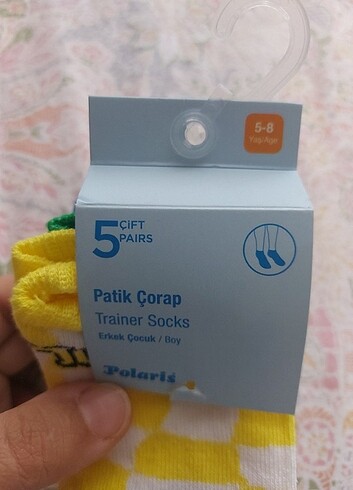 5-8
Yaş/Age
5 ÇİFT
PAIRS
Patik Çorap
Trainer Socks
Erkek Çocuk / Boy
Polaris